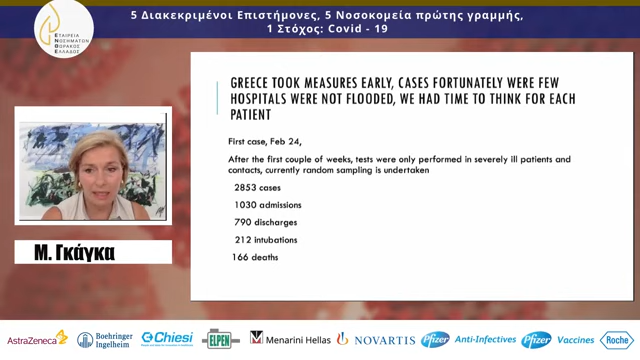 5 Διακεκριμένοι Επιστήμονες, 5 Νοσοκομεία πρώτης γραμμής,
1 Στόχος: Covid - 19
ΕΤΑΙΡΕΙΑ
ΝΟΣΗΜΑΤΩΝ
ΘΩΡΑΚΟΣ
ΕΛΛΑΔΟΣ
GREECE TOOK MEASURES EARLY, CASES FORTUNATELY WERE FEW
HOSPITALS WERE NOT FLOODED, WE HAD TIME TO THINK FOR EACH
PATIENT
First case, Feb 24,
After the first couple of weeks, tests were only performed in severely ill patients and
contacts, currently random sampling is undertaken
2853 cases
1030 admissions
790 discharges
212 intubations
166 deaths
Μ. Γκάγκα
AstraZeneca
Boehringer
Ingelheim
Chiesi
ELPEN
Menarini Hellas
NOVARTIS
Pfizer
Anti-Infectives
Pfizer
Vaccines
Roche